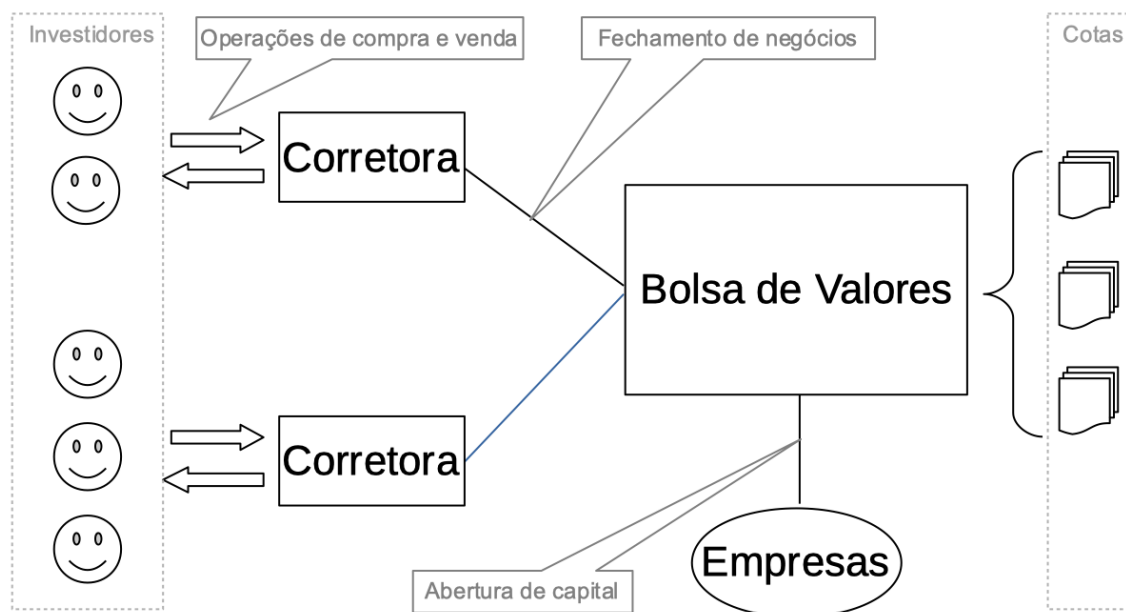 Investidores
Operações de compra e venda
Fechamento de negócios
Cotas
Corretora
Bolsa de Valores
Corretora
Empresas
Abertura de capital